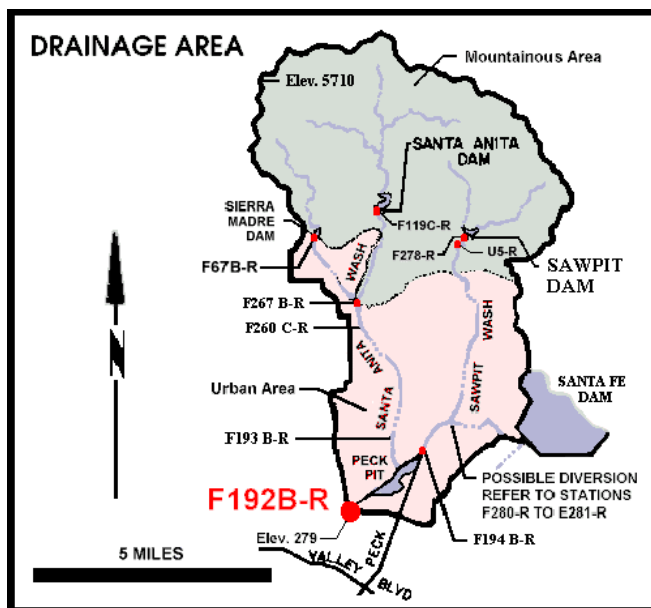 DRAINAGE AREA
Mountainous Area
Elev. 5710
SANTA ANITA
DAM
SIERRA
MADRE
DAM
F119C-R
F67B-R
WASH
F278-R
U5-R
SAWPIT
DAM
F267 B-R
F260 C-R
ANITA
SANTA
WASH
SAWPIT
Urban Area
SANTA FE
DAM
F193 B-R
PECK
PIT
POSSIBLE DIVERSION
REFER TO STATIONS
F280-R TO E281-R
F192B-R
F194 B-R
Elev. 279
N
5 MILES
VALLEY BLVD
PECK